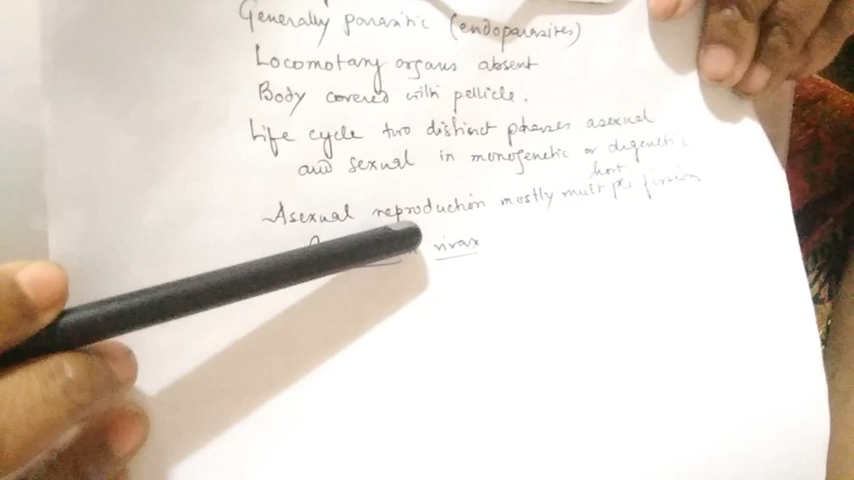 Generally parasitic (endoparasites)
Locomotary organs absent
Body covered with pellicle.
Life cycle two distinct phases asexual
and sexual in monogenetic or digenetic
host
Asexual reproduction mostly multiple fission
vivax